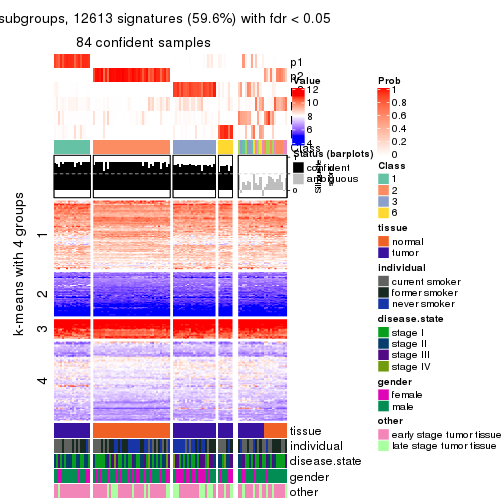 subgroups, 12613 signatures (59.6%) with fdr < 0.05
84 confident samples
p1
p2
Class
k-means with 4 groups
1
2
3
4
tissue
individual
disease.state
gender
other
Value
12
10
8
6
4
Status (barplots)
confident
ambiguous
Silhouette
score
0
Prob
1
0.8
0.6
0.4
0.2
0
Class
1
2
3
6
tissue
normal
tumor
individual
current smoker
former smoker
never smoker
disease.state
stage I
stage II
stage III
stage IV
gender
female
male
other
early stage tumor tissue
late stage tumor tissue